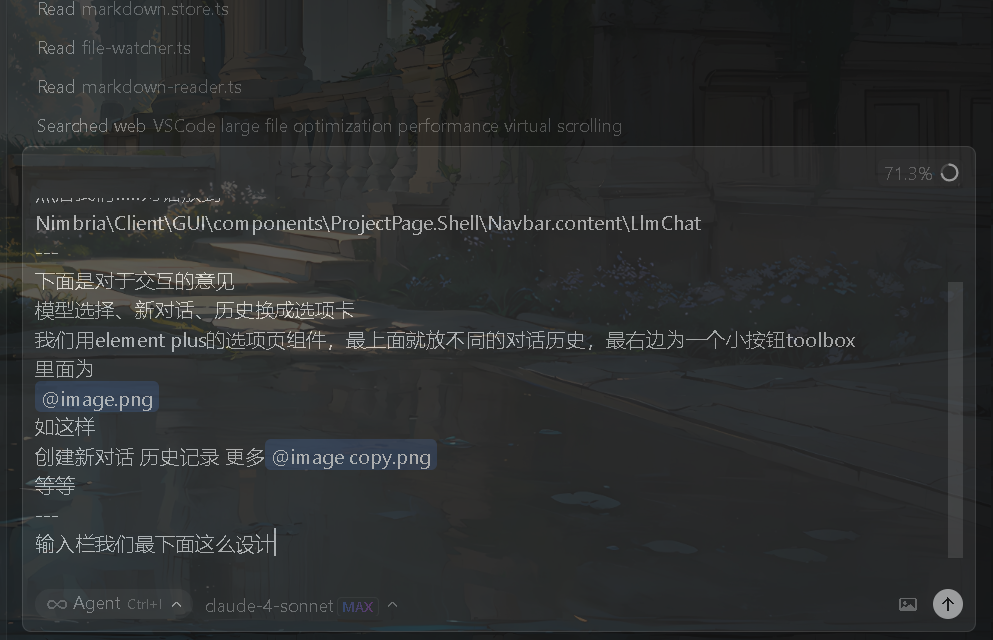 Read markdown.store.ts
Read file-watcher.ts
Read markdown-reader.ts
Searched web VSCode large file optimization performance virtual scrolling
71.3%
Nimbria\Client\GUI\components\ProjectPage.Shell\Navbar.content\LlmChat
---
下面是对于交互的意见
模型选择、新对话、历史换成选项卡
我们用element plus的选项页组件，最上面就放不同的对话历史，最右边为一个小按钮toolbox
里面为
@image.png
如这样
创建新对话 历史记录 更多 @image copy.png
等等
---
输入栏我们最下面这么设计
Agent Ctrl+I claude-4-sonnet MAX